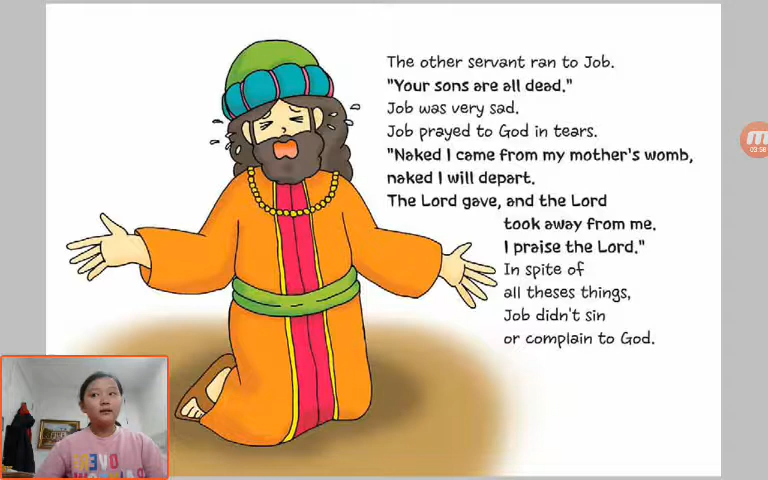 The other servant ran to Job.
"Your sons are all dead."
Job was very sad.
Job prayed to God in tears.
"Naked I came from my mother's womb,
naked I will depart.
The Lord gave, and the Lord
took away from me.
I praise the Lord."
In spite of
all theses things,
Job didn't sin
or complain to God.
03:58